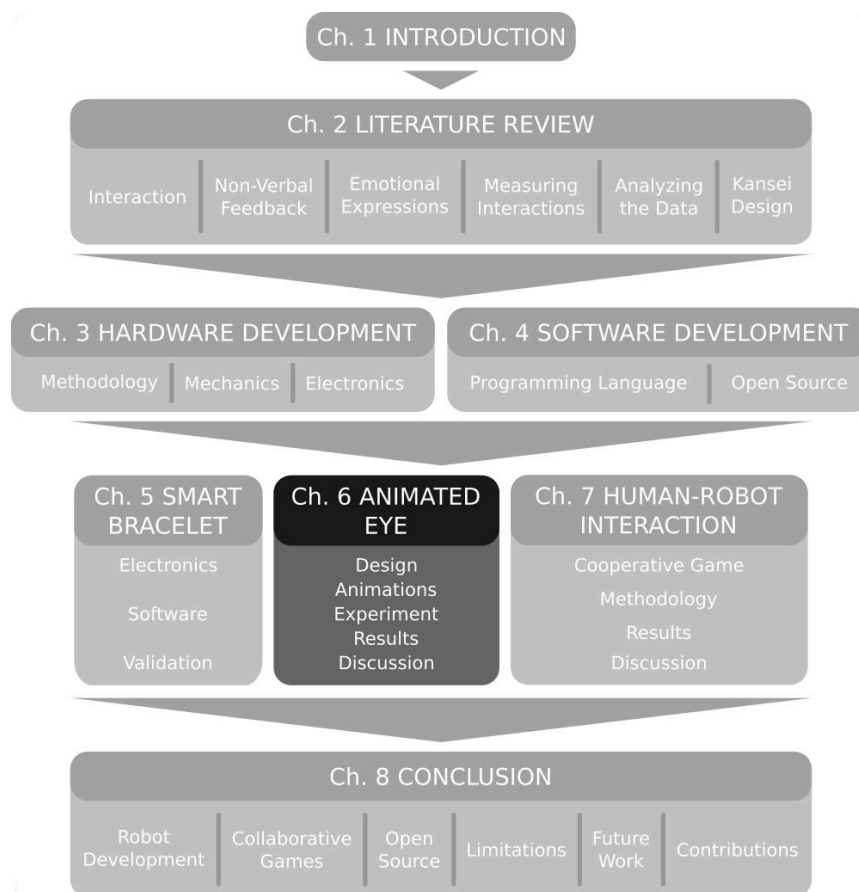 Ch. 1 INTRODUCTION
Ch. 2 LITERATURE REVIEW
Interaction
Non-Verbal
Feedback
Emotional
Expressions
Measuring
Interactions
Analyzing
the Data
Kansei
Design
Ch. 3 HARDWARE DEVELOPMENT
Methodology
Mechanics
Electronics
Ch. 4 SOFTWARE DEVELOPMENT
Programming Language
Open Source
Ch. 5 SMART
BRACELET
Electronics
Software
Validation
Ch. 6 ANIMATED
EYE
Design
Animations
Experiment
Results
Discussion
Ch. 7 HUMAN-ROBOT
INTERACTION
Cooperative Game
Methodology
Results
Discussion
Ch. 8 CONCLUSION
Robot
Development
Collaborative
Games
Open
Source
Limitations
Future
Work
Contributions